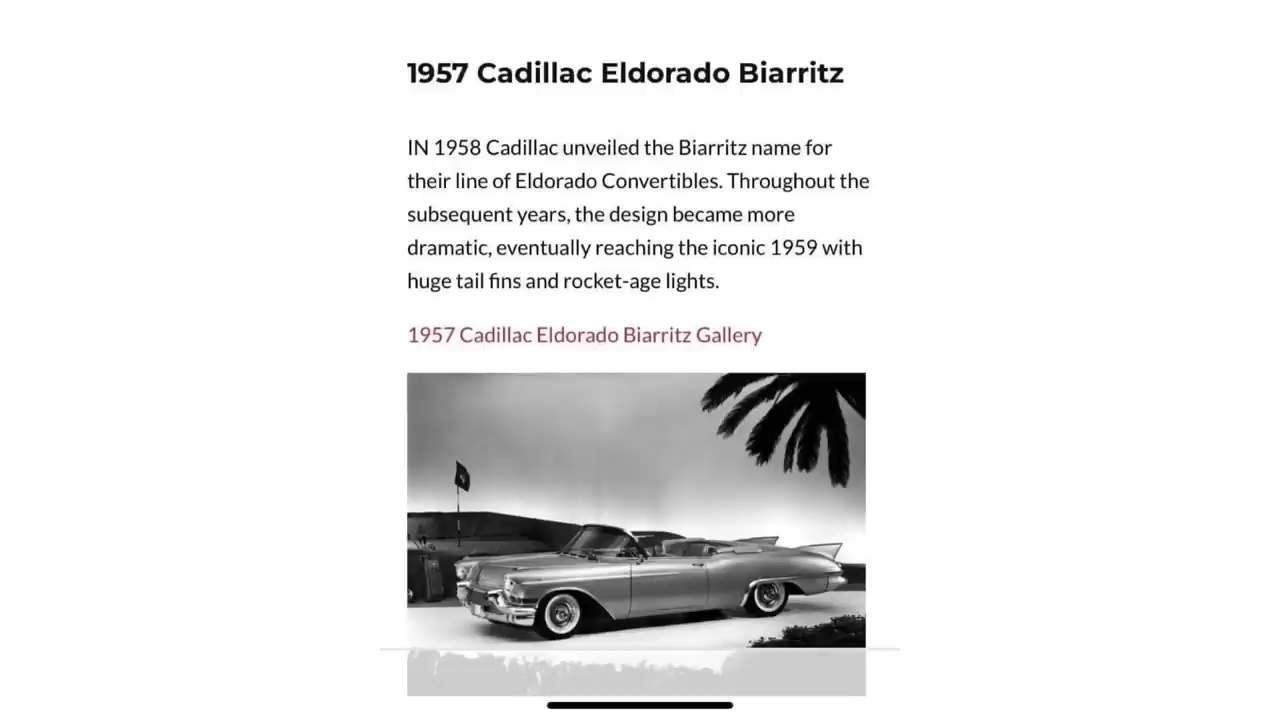 1957 Cadillac Eldorado Biarritz
IN 1958 Cadillac unveiled the Biarritz name for
their line of Eldorado Convertibles. Throughout the
subsequent years, the design became more
dramatic, eventually reaching the iconic 1959 with
huge tail fins and rocket-age lights.
1957 Cadillac Eldorado Biarritz Gallery